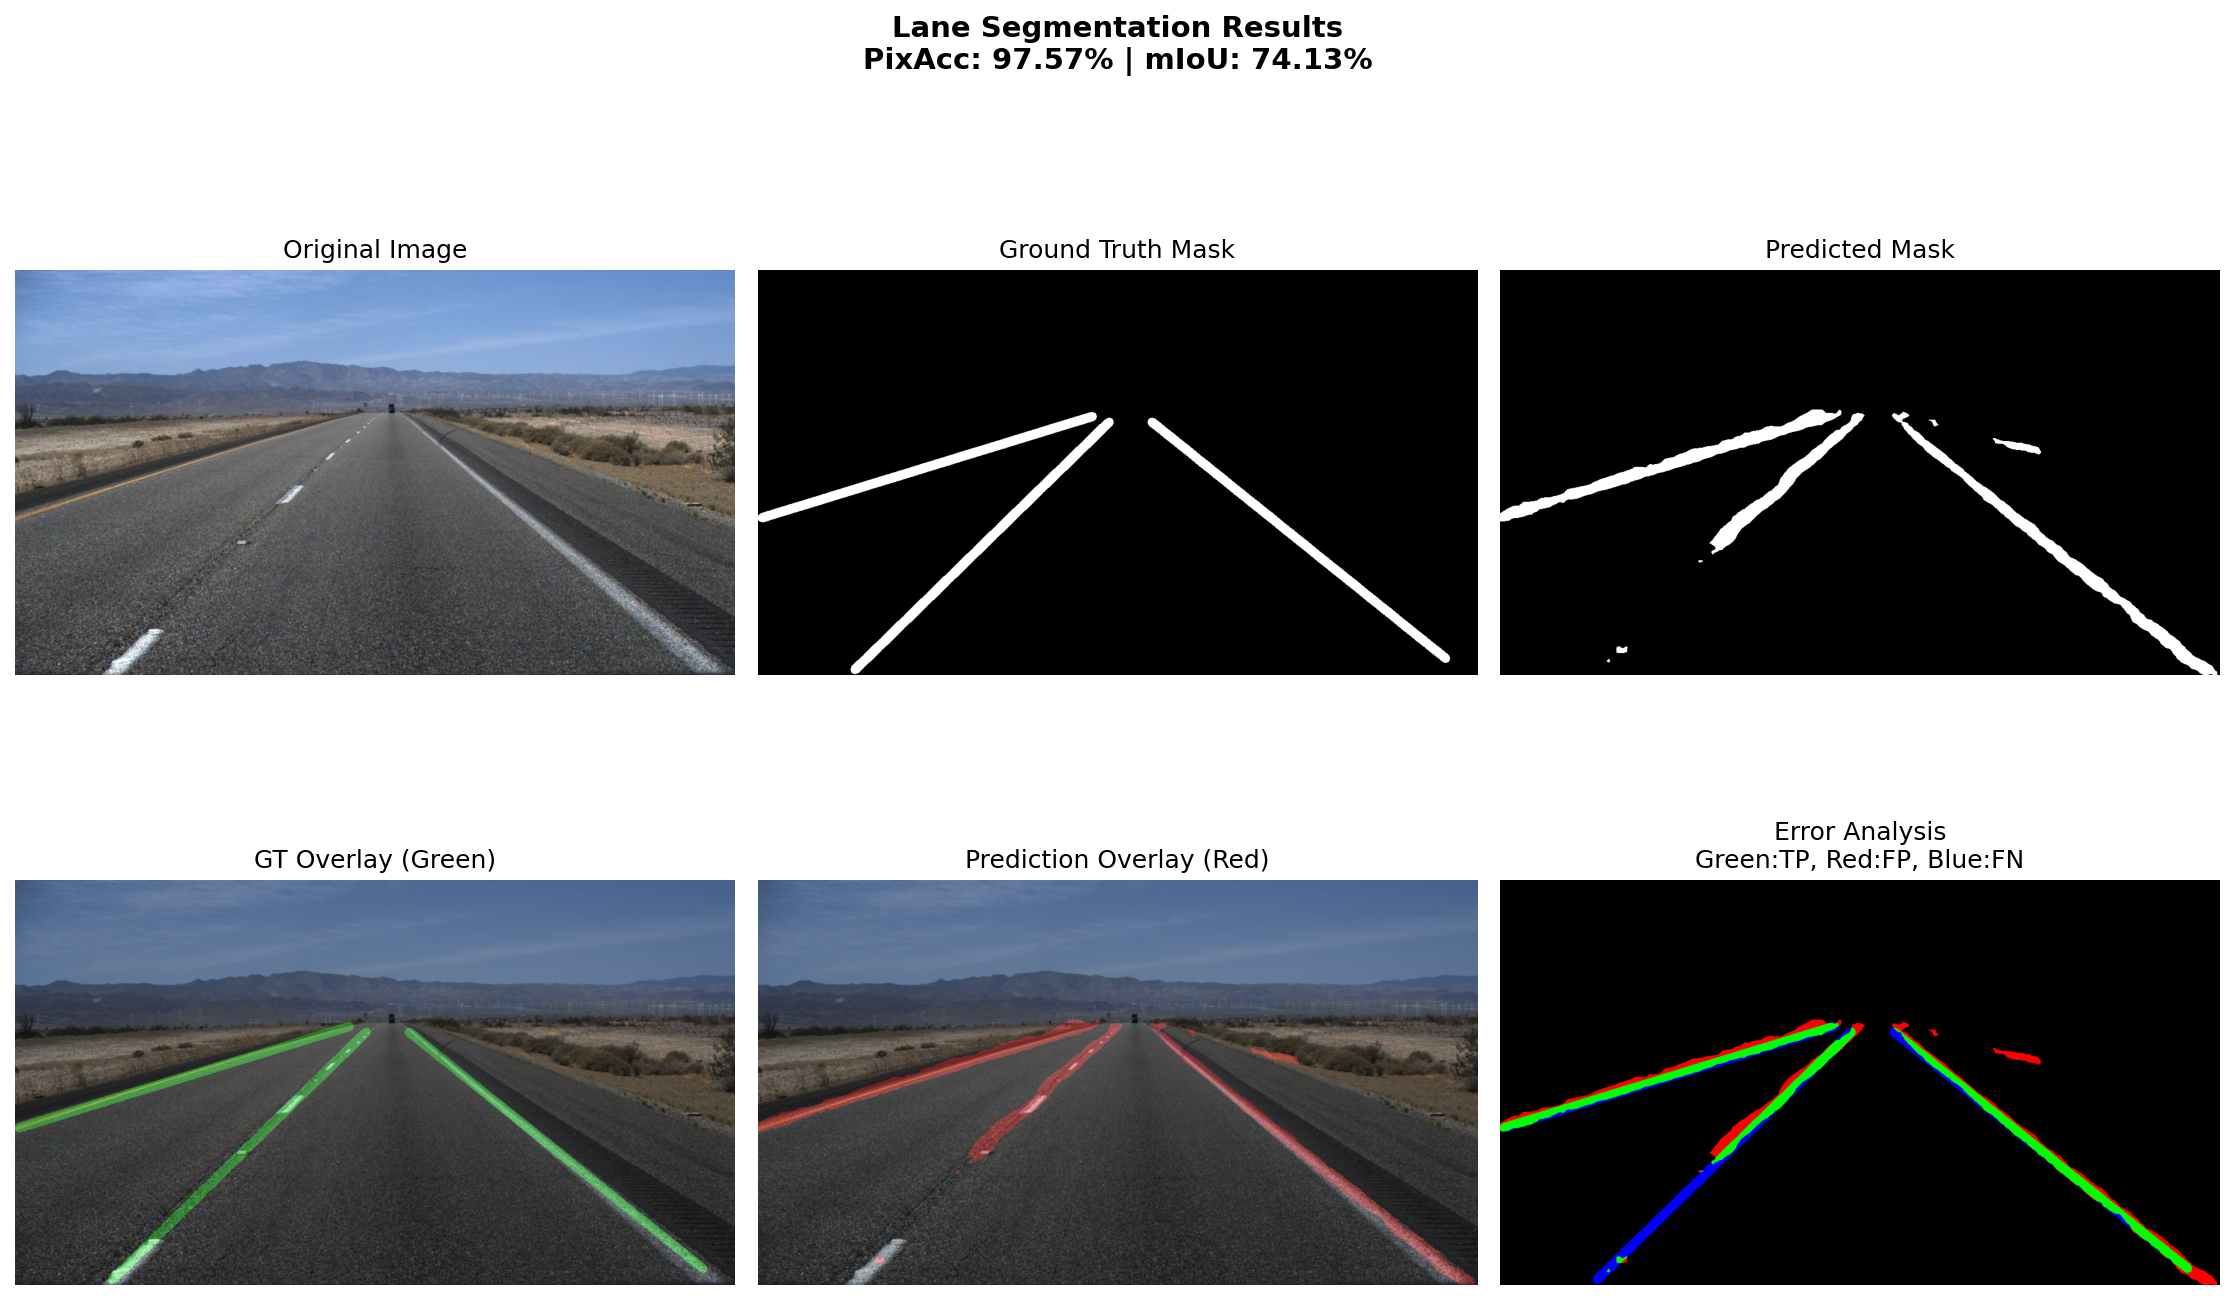 Lane Segmentation Results
PixAcc: 97.57% | mIoU: 74.13%
Original Image
Ground Truth Mask
Predicted Mask
GT Overlay (Green)
Prediction Overlay (Red)
Error Analysis
Green:TP, Red:FP, Blue:FN